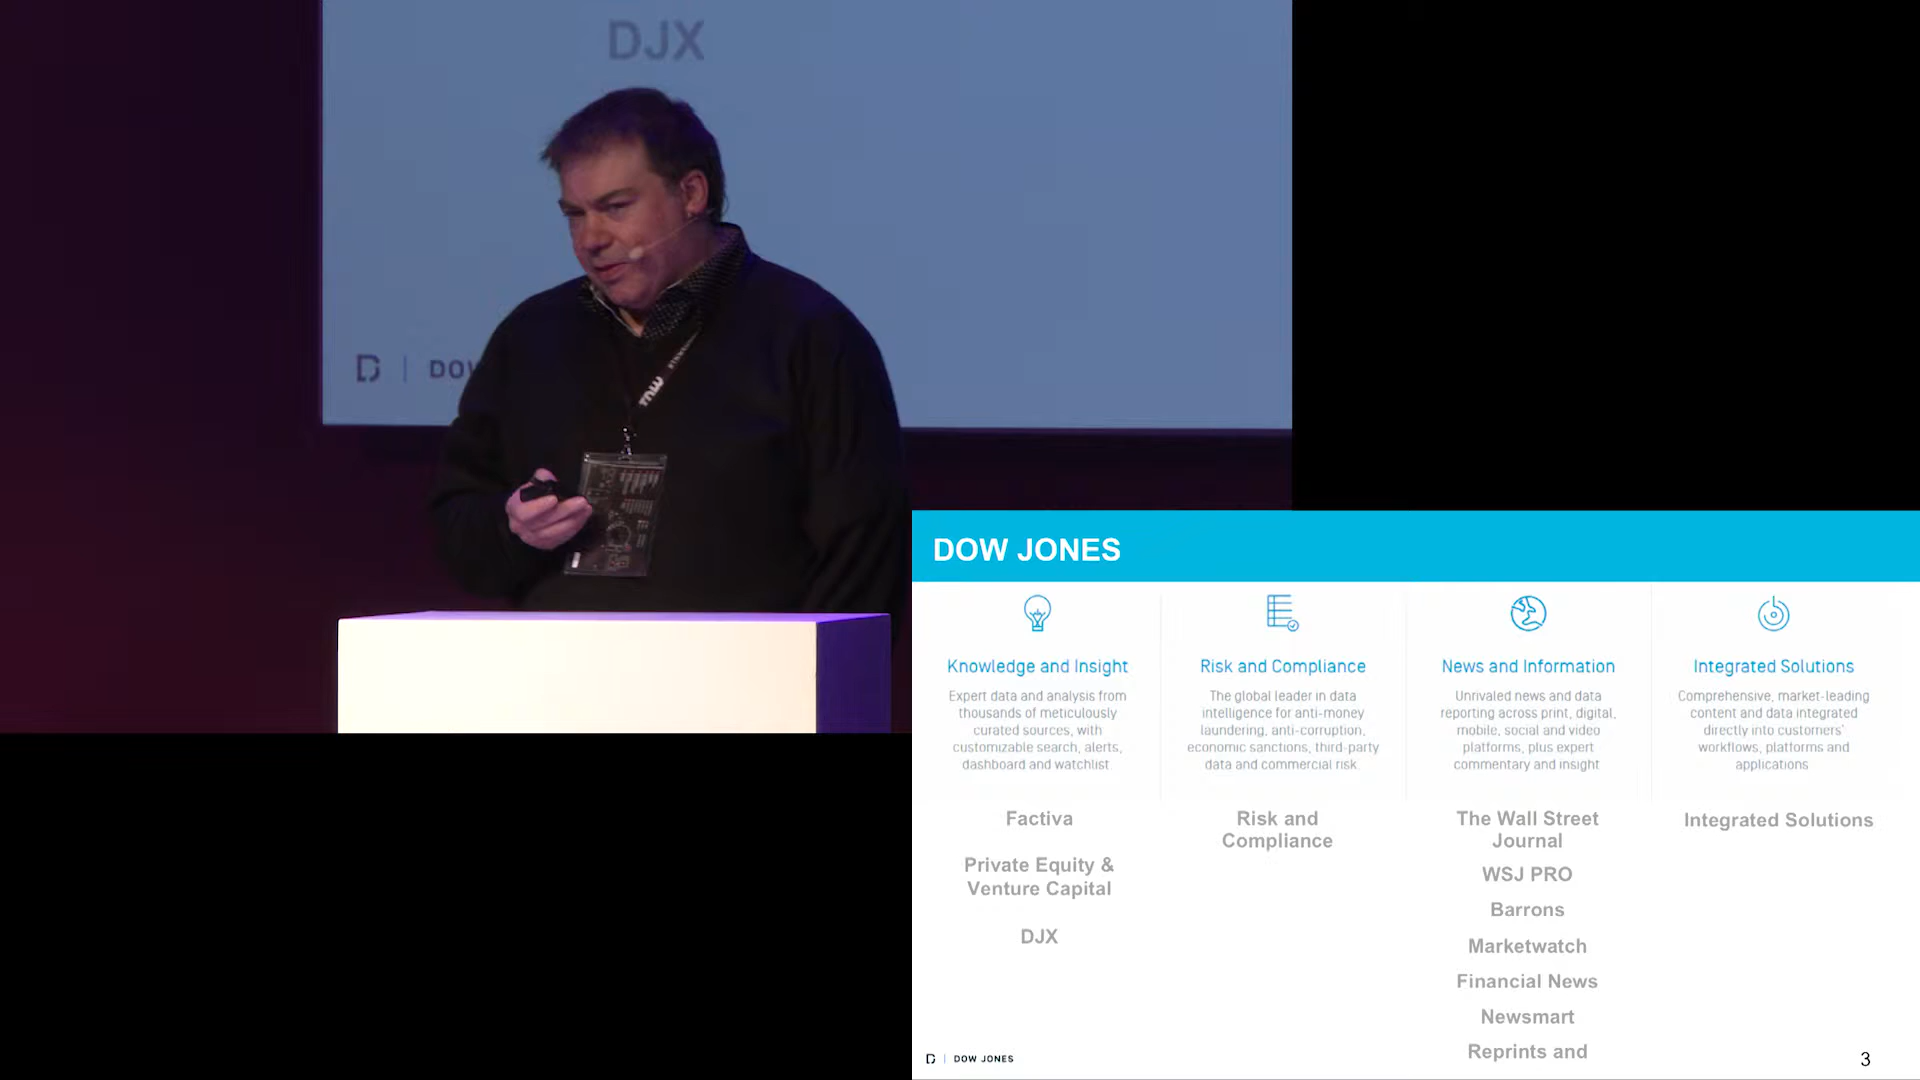 DJX
D | DOW
TNW
DOW JONES
Knowledge and Insight
Expert data and analysis from
thousands of meticulously
curated sources, with
customizable search, alerts,
dashboard and watchlist.
Factiva
Private Equity &
Venture Capital
DJX
Risk and Compliance
The global leader in data
intelligence for anti-money
laundering, anti-corruption,
economic sanctions, third-party
data and commercial risk.
Risk and
Compliance
News and Information
Unrivaled news and data
reporting across print, digital,
mobile, social and video
platforms, plus expert
commentary and insight
The Wall Street
Journal
WSJ PRO
Barrons
Marketwatch
Financial News
Newsmart
Reprints and
Integrated Solutions
Comprehensive, market-leading
content and data integrated
directly into customers'
workflows, platforms and
applications
Integrated Solutions
D | DOW JONES
3